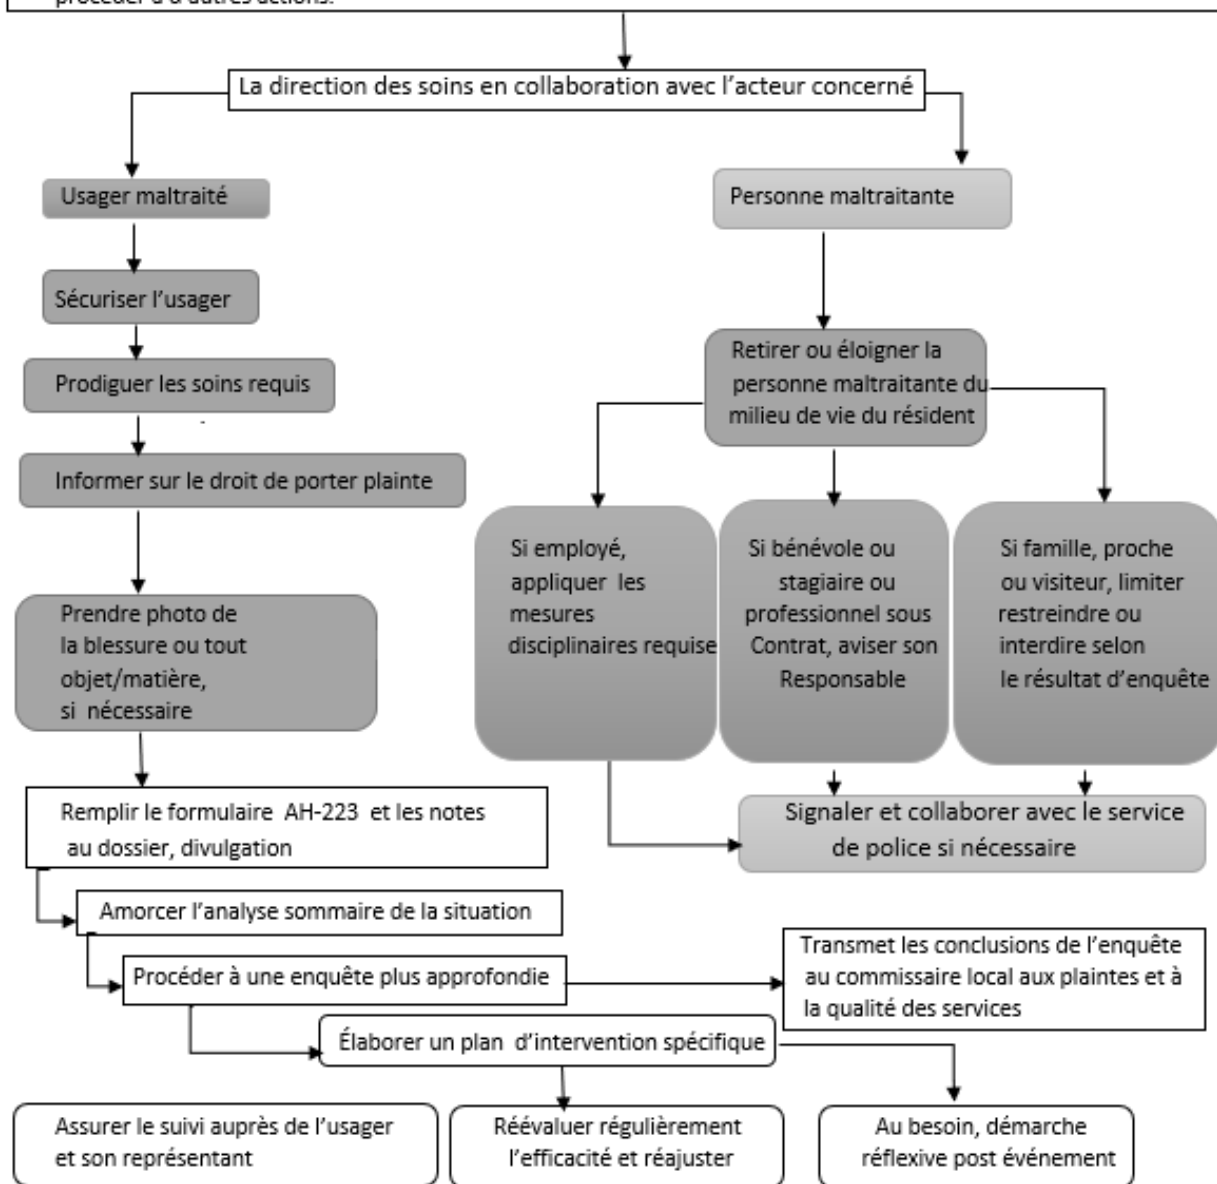 procéder à d'autres actions.
La direction des soins en collaboration avec l'acteur concerné
Usager maltraité
Personne maltraitante
Sécuriser l'usager
Prodiguer les soins requis
Informer sur le droit de porter plainte
Prendre photo de
la blessure ou tout
objet/matière,
si nécessaire
Retirer ou éloigner la
personne maltraitante du
milieu de vie du résident
Si employé,
appliquer les
mesures
disciplinaires requise
Si bénévole ou
stagiaire ou
professionnel sous
Contrat, aviser son
Responsable
Si famille, proche
ou visiteur, limiter
restreindre ou
interdire selon
le résultat d'enquête
Signaler et collaborer avec le service
de police si nécessaire
Remplir le formulaire AH-223 et les notes
au dossier, divulgation
Amorcer l'analyse sommaire de la situation
Procéder à une enquête plus approfondie
Transmet les conclusions de l'enquête
au commissaire local aux plaintes et à
la qualité des services
Élaborer un plan d'intervention spécifique
Assurer le suivi auprès de l'usager
et son représentant
Réévaluer régulièrement
l'efficacité et réajuster
Au besoin, démarche
réflexive post événement